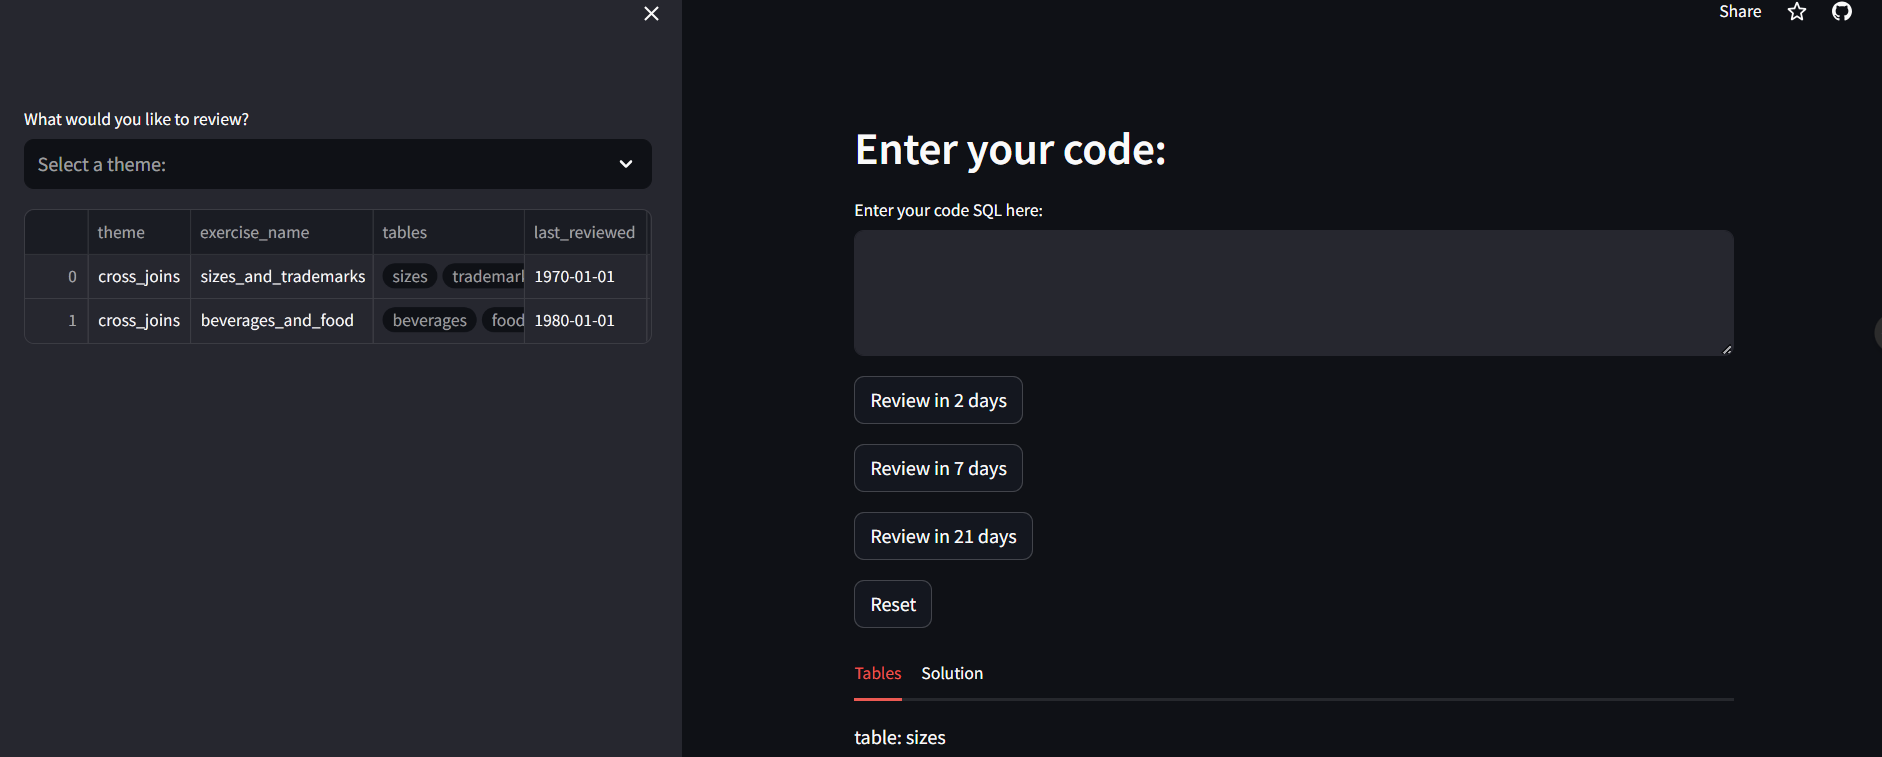 What would you like to review?
Select a theme:
theme exercise_name tables last_reviewed
0 cross_joins sizes_and_trademarks sizes trademarl 1970-01-01
1 cross_joins beverages_and_food beverages food 1980-01-01
Share
Enter your code:
Enter your code SQL here:
Review in 2 days
Review in 7 days
Review in 21 days
Reset
Tables Solution
table: sizes